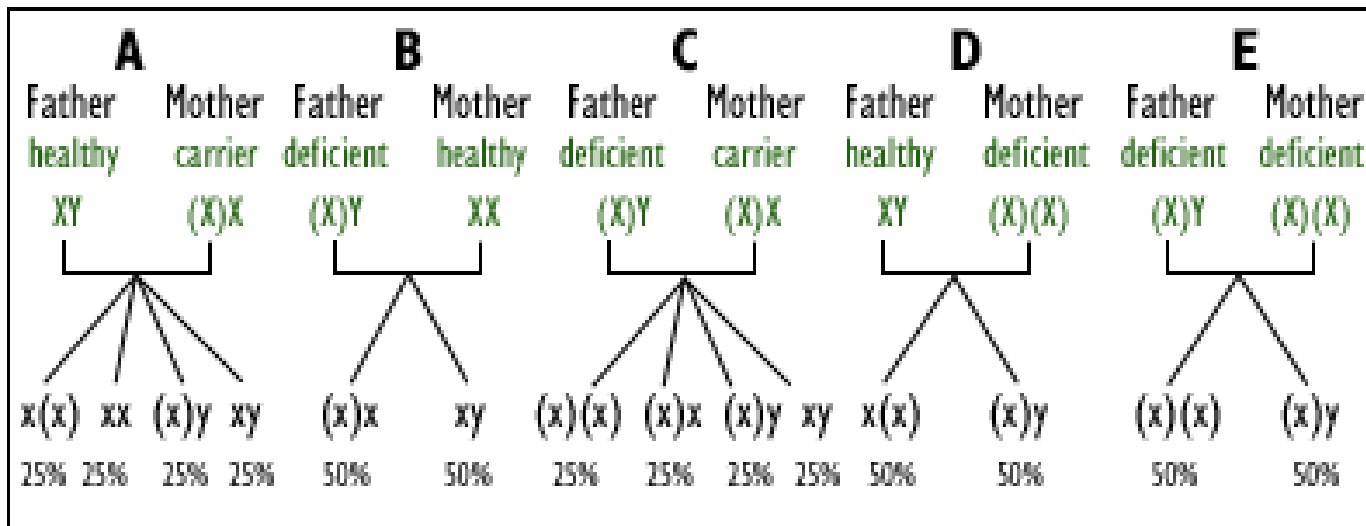 A B C D E
Father Mother Father Mother Father Mother Father Mother Father Mother
healthy carrier deficient healthy deficient carrier healthy deficient deficient deficient
XY (X)X (X)Y XX (X)Y (X)X XY (X)(X) (X)Y (X)(X)
x(x) xx (x)y xy (x)x xy (x)(x) (x)x (x)y xy x(x) (x)y (x)(x) (x)y
25% 25% 25% 25% 50% 50% 25% 25% 25% 25% 50% 50% 50% 50%